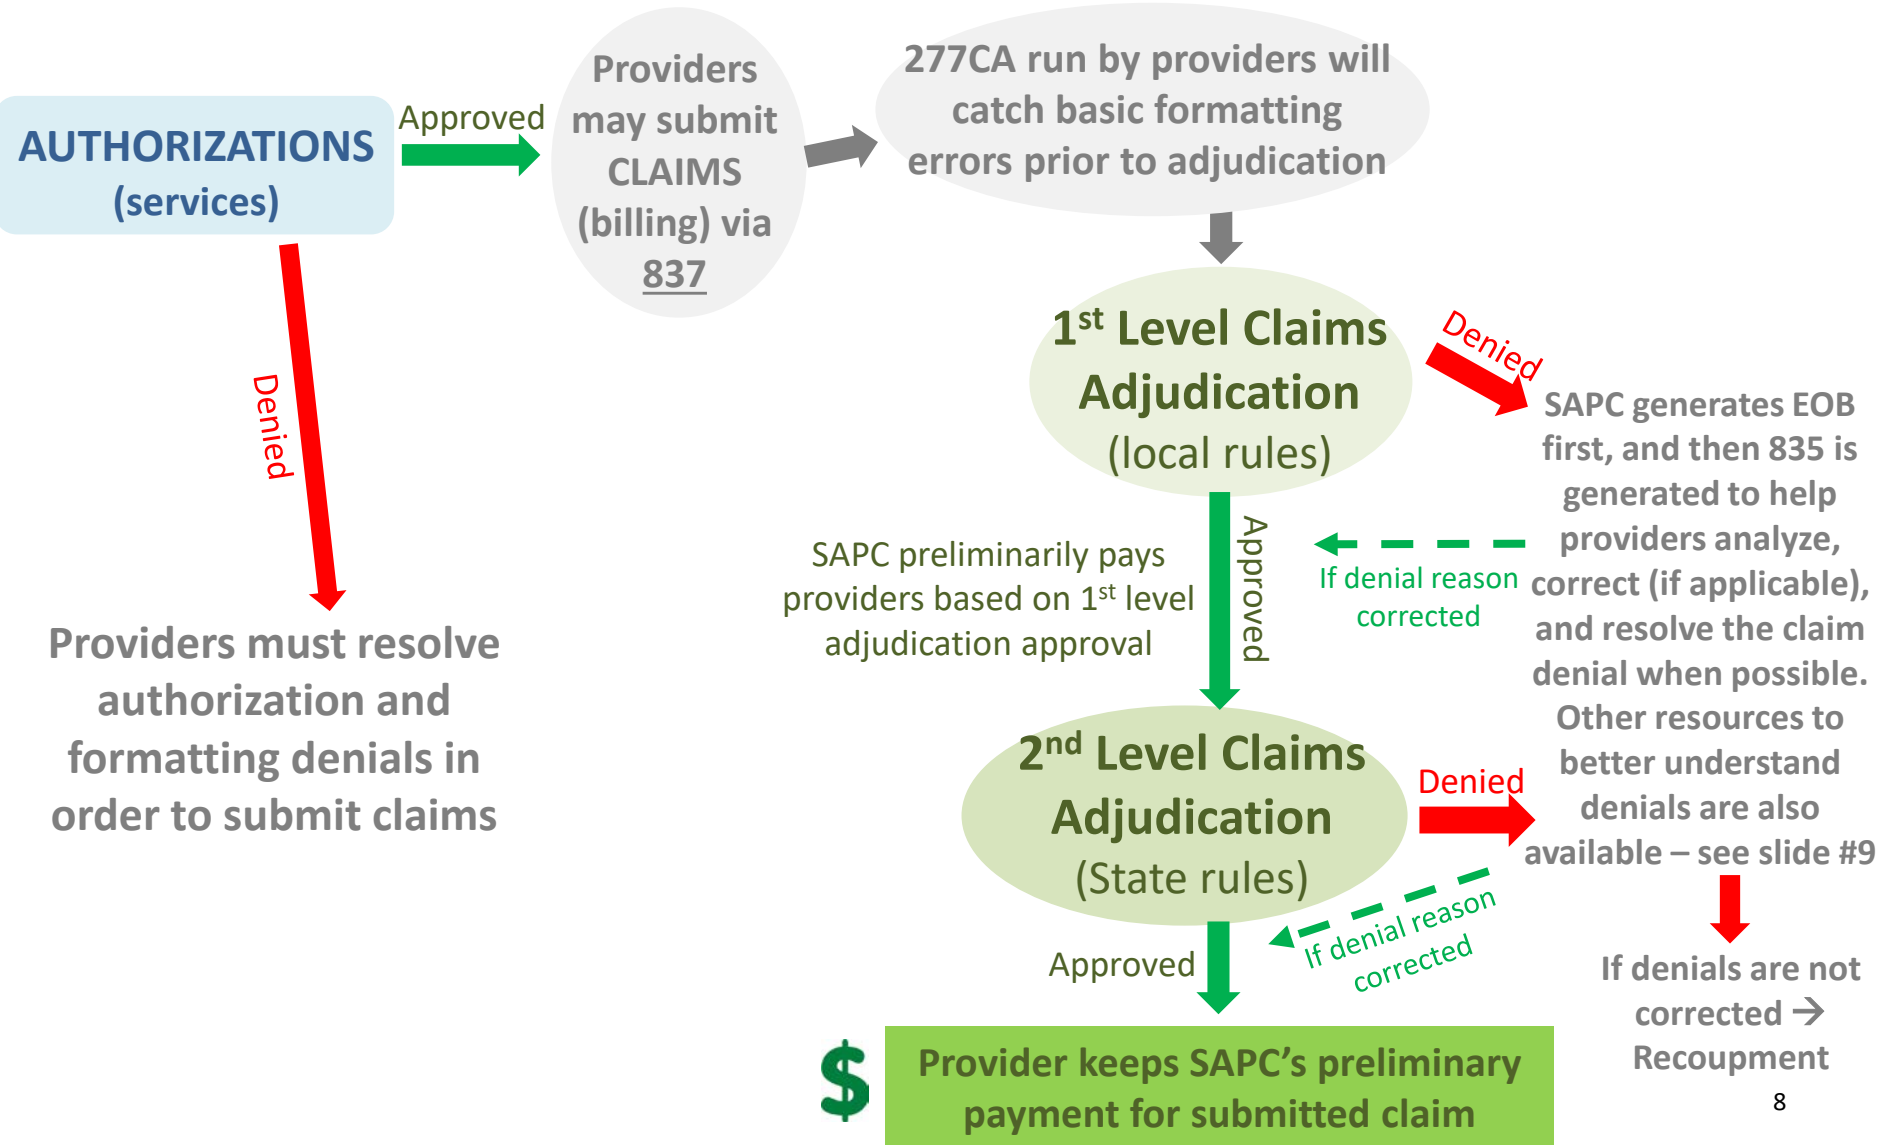 AUTHORIZATIONS
(services)
Approved
Providers
may submit
CLAIMS
(billing) via
837
277CA run by providers will
catch basic formatting
errors prior to adjudication
Denied
Providers must resolve
authorization and
formatting denials in
order to submit claims
1st Level Claims
Adjudication
(local rules)
Denied
SAPC generates EOB
first, and then 835 is
generated to help
providers analyze,
correct (if applicable),
and resolve the claim
denial when possible.
Other resources to
better understand
denials are also
available – see slide #9
If denial reason
corrected
Approved
SAPC preliminarily pays
providers based on 1st level
adjudication approval
2nd Level Claims
Adjudication
(State rules)
Denied
If denial reason
corrected
Approved
If denials are not
corrected →
Recoupment
$
Provider keeps SAPC’s preliminary
payment for submitted claim
8